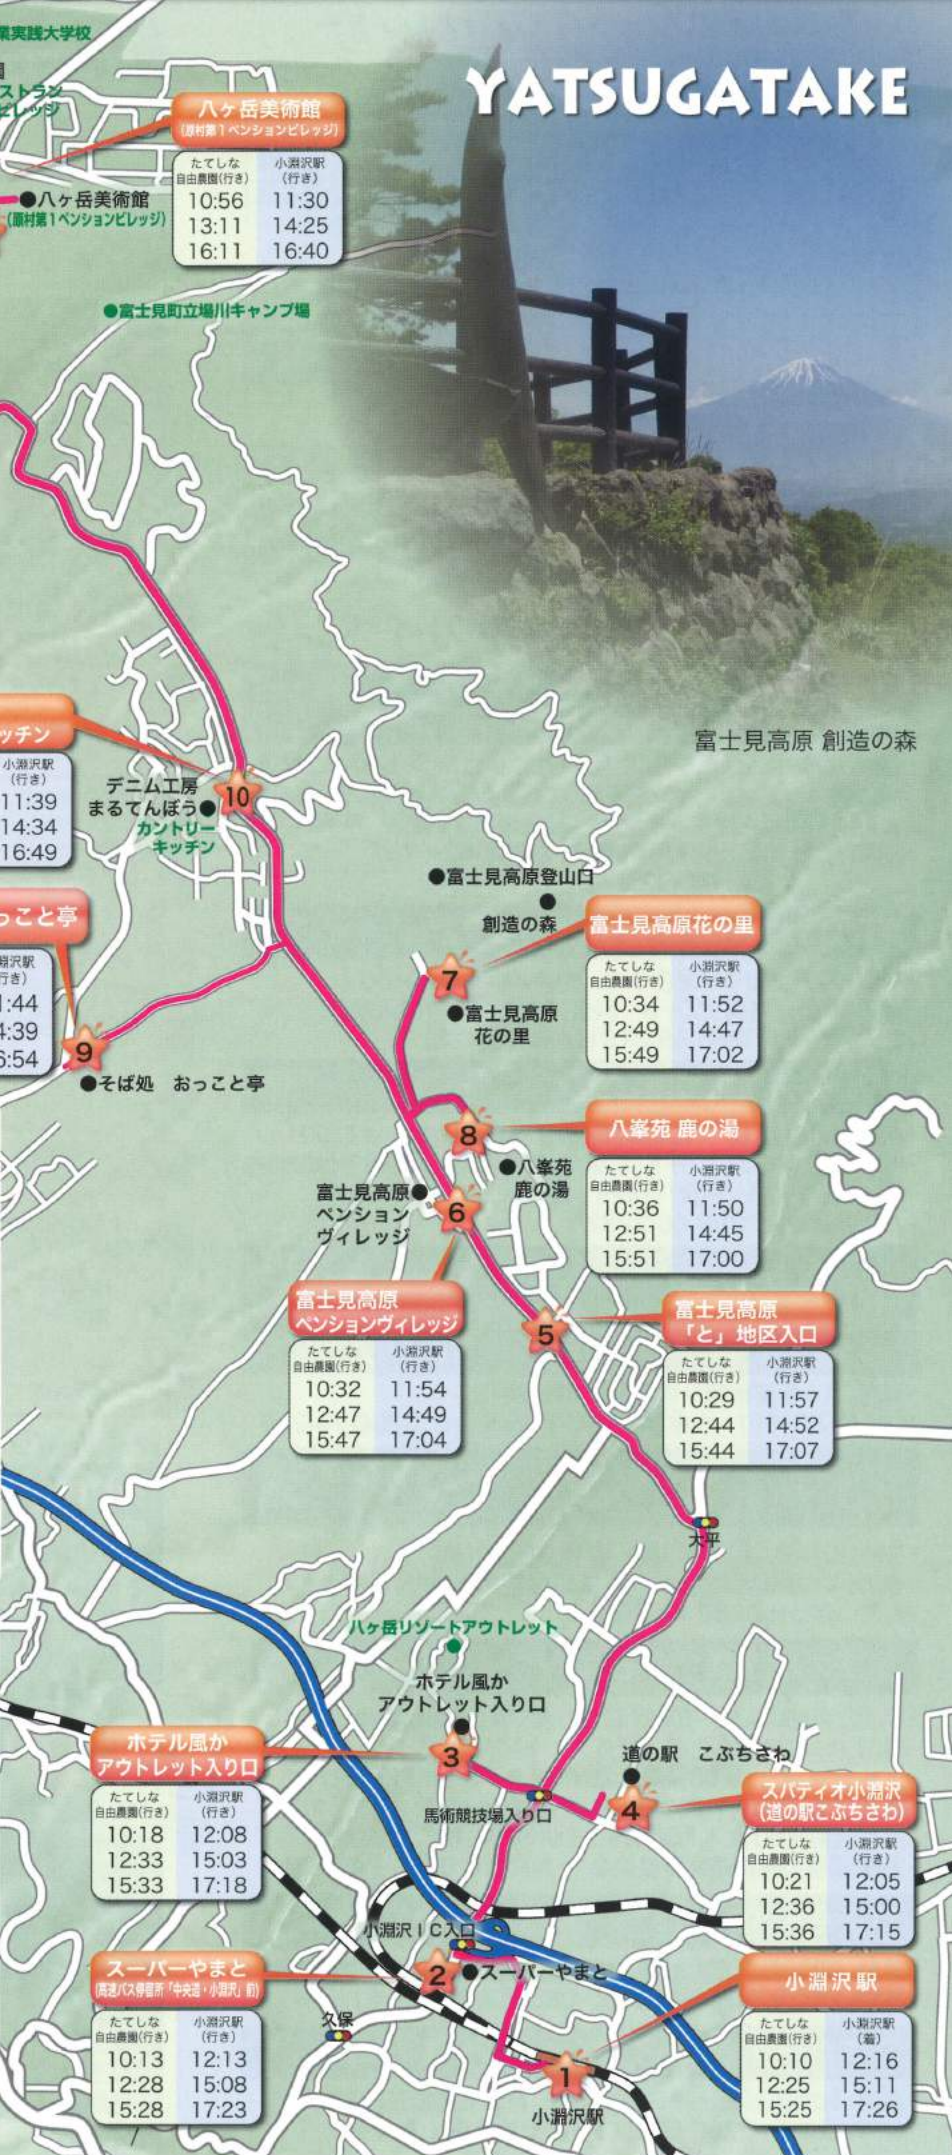 YATSUGATAKE
業実践大学校
ストラン
ビレッジ
八ヶ岳美術館
(原村第1ペンションビレッジ)
たてしな 小淵沢駅
自由農園(行き) (行き)
10:56 11:30
13:11 14:25
16:11 16:40
●八ヶ岳美術館
(原村第1ペンションビレッジ)
●富士見町立場川キャンプ場
富士見高原 創造の森
ッチン
小淵沢駅
(行き)
11:39
14:34
16:49
10
デニム工房
まるてんぼう●
カントリー
キッチン
っこと亭
淵沢駅
行き)
:44
4:39
6:54
9
●そば処 おっこと亭
●富士見高原登山口
創造の森
7
●富士見高原
花の里
富士見高原花の里
たてしな 小淵沢駅
自由農園(行き) (行き)
10:34 11:52
12:49 14:47
15:49 17:02
8
●八峯苑
鹿の湯
八峯苑 鹿の湯
たてしな 小淵沢駅
自由農園(行き) (行き)
10:36 11:50
12:51 14:45
15:51 17:00
富士見高原●
ペンション
ヴィレッジ
6
富士見高原
ペンションヴィレッジ
たてしな 小淵沢駅
自由農園(行き) (行き)
10:32 11:54
12:47 14:49
15:47 17:04
5
富士見高原
「と」地区入口
たてしな 小淵沢駅
自由農園(行き) (行き)
10:29 11:57
12:44 14:52
15:44 17:07
大平
八ヶ岳リゾートアウトレット
ホテル風か
アウトレット入り口
3
ホテル風か
アウトレット入り口
たてしな 小淵沢駅
自由農園(行き) (行き)
10:18 12:08
12:33 15:03
15:33 17:18
道の駅 こぶちさわ
4
馬術競技場入り口
スパティオ小淵沢
(道の駅こぶちさわ)
たてしな 小淵沢駅
自由農園(行き) (行き)
10:21 12:05
12:36 15:00
15:36 17:15
小淵沢IC入口
2
●スーパーやまと
スーパーやまと
(高速バス停留所「中央道・小淵沢」前)
たてしな 小淵沢駅
自由農園(行き) (行き)
10:13 12:13
12:28 15:08
15:28 17:23
久保
小淵沢駅
たてしな 小淵沢駅
自由農園(行き) (着)
10:10 12:16
12:25 15:11
15:25 17:26
1
小淵沢駅